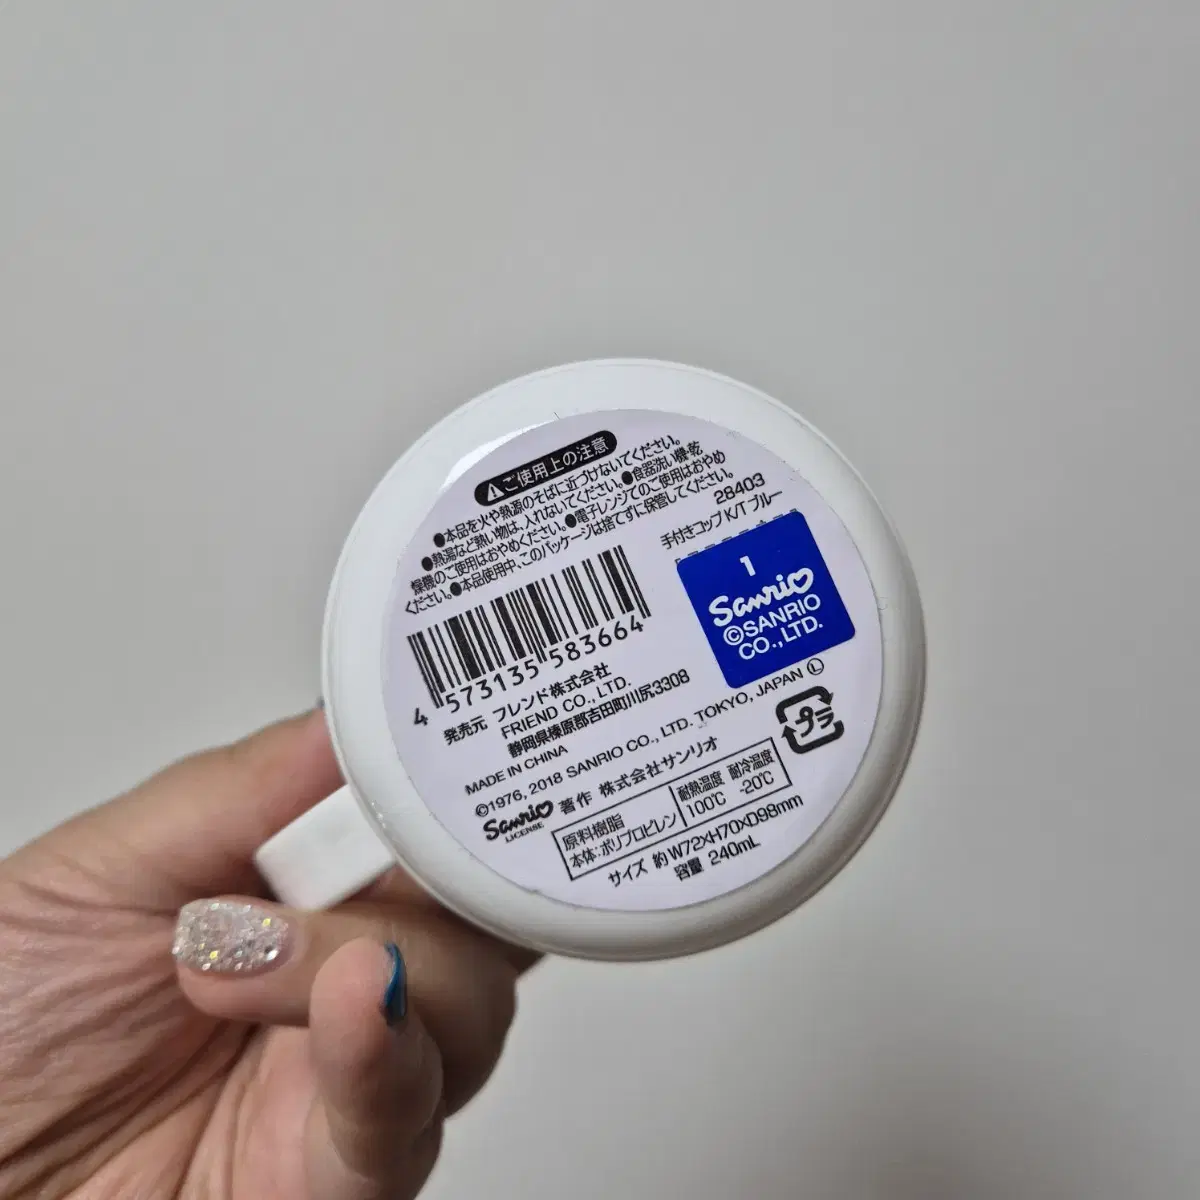 ⚠ご使用上の注意
●本品を火や熱源のそばに近づけないでください。
●熱湯など熱い物は、入れないでください。●食器洗い機・乾
燥機のご使用はおやめください。●電子レンジでのご使用はおやめ
ください。●本品使用中、このパッケージは捨てずに保管してください。
28403
手付きコップ K/T ブルー
1
Sanrio
©SANRIO
CO.,LTD.
4 573135 583664
発売元 フレンド株式会社
FRIEND CO., LTD.
静岡県榛原郡吉田町川尻3308
MADE IN CHINA
©1976, 2018 SANRIO CO., LTD. TOKYO, JAPAN Ⓛ
Sanrio 著作 株式会社サンリオ
LICENSE
プラ
原料樹脂 耐熱温度 耐冷温度
本体：ポリプロピレン 100℃ -20℃
サイズ 約 W72×H70×D98mm
容量 240mL